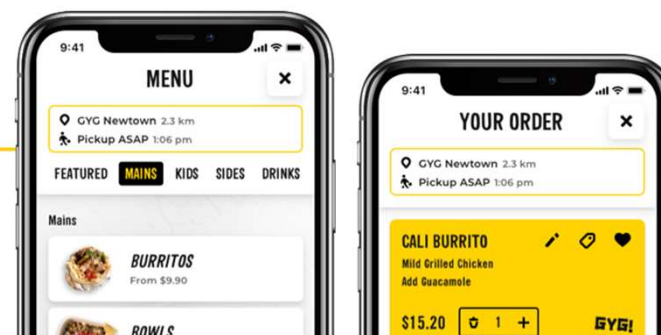 9:41
MENU
GYG Newtown 2.3 km
Pickup ASAP 1:06 pm
FEATURED MAINS KIDS SIDES DRINKS
Mains
BURRITOS
From $9.90
BOWLS
9:41
YOUR ORDER
GYG Newtown 2.3 km
Pickup ASAP 1:06 pm
CALI BURRITO
Mild Grilled Chicken
Add Guacamole
$15.20 1 +
GYG!